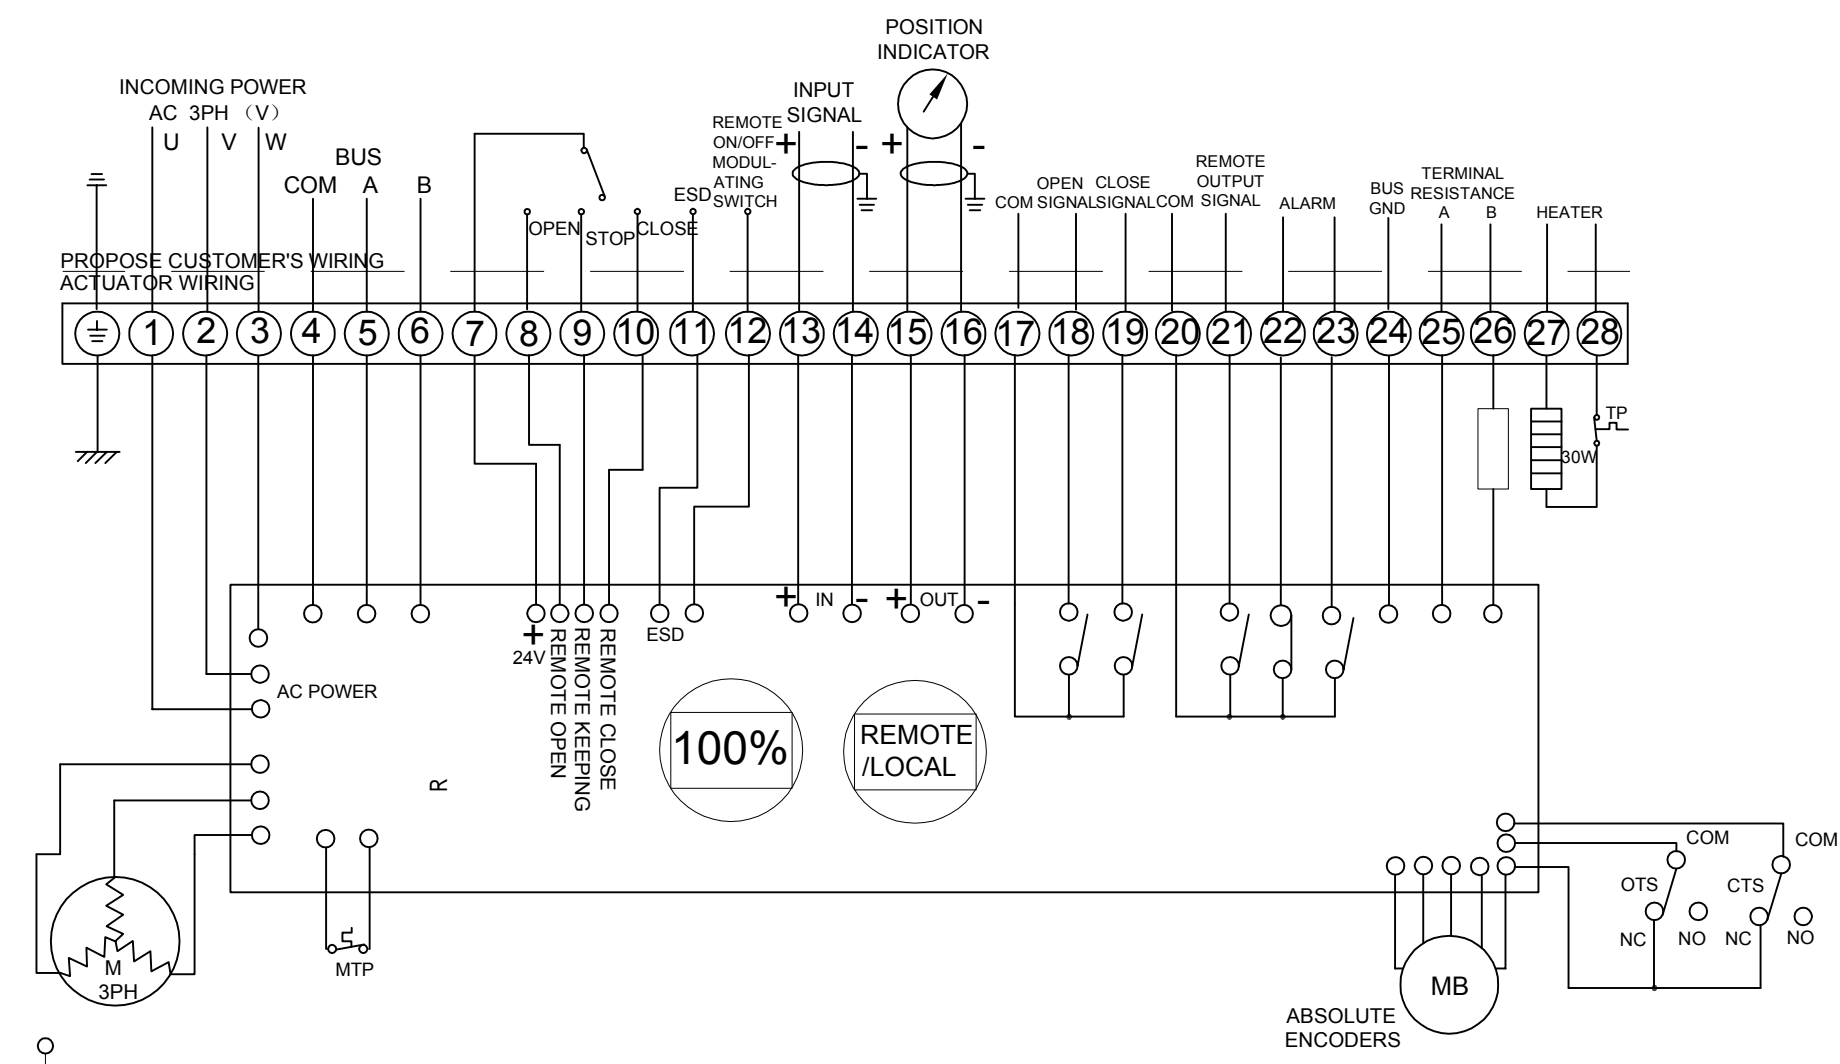 POSITION
INDICATOR
INCOMING POWER
AC 3PH （V）
U V W
BUS
COM A B
OPEN
STOP
CLOSE
ESD
REMOTE
ON/OFF
MODUL-
ATING
SWITCH
INPUT
SIGNAL
+ -
+ -
COM
OPEN
SIGNAL
CLOSE
SIGNAL
COM
REMOTE
OUTPUT
SIGNAL
ALARM
BUS
GND
TERMINAL
RESISTANCE
A B
HEATER
PROPOSE CUSTOMER'S WIRING
ACTUATOR WIRING
1 2 3 4 5 6 7 8 9 10 11 12 13 14 15 16 17 18 19 20 21 22 23 24 25 26 27 28
TP
30W
+
24V
REMOTE OPEN
REMOTE KEEPING
REMOTE CLOSE
ESD
+ IN -
+ OUT -
AC POWER
R
100%
REMOTE
/LOCAL
M
3PH
MTP
COM
COM
OTS
CTS
NC NO NC NO
MB
ABSOLUTE
ENCODERS